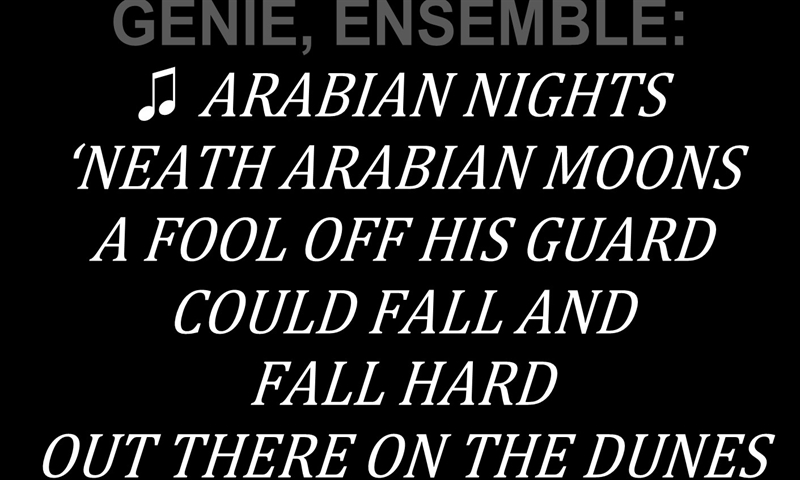 GENIE, ENSEMBLE:
♫ ARABIAN NIGHTS
‘NEATH ARABIAN MOONS
A FOOL OFF HIS GUARD
COULD FALL AND
FALL HARD
OUT THERE ON THE DUNES